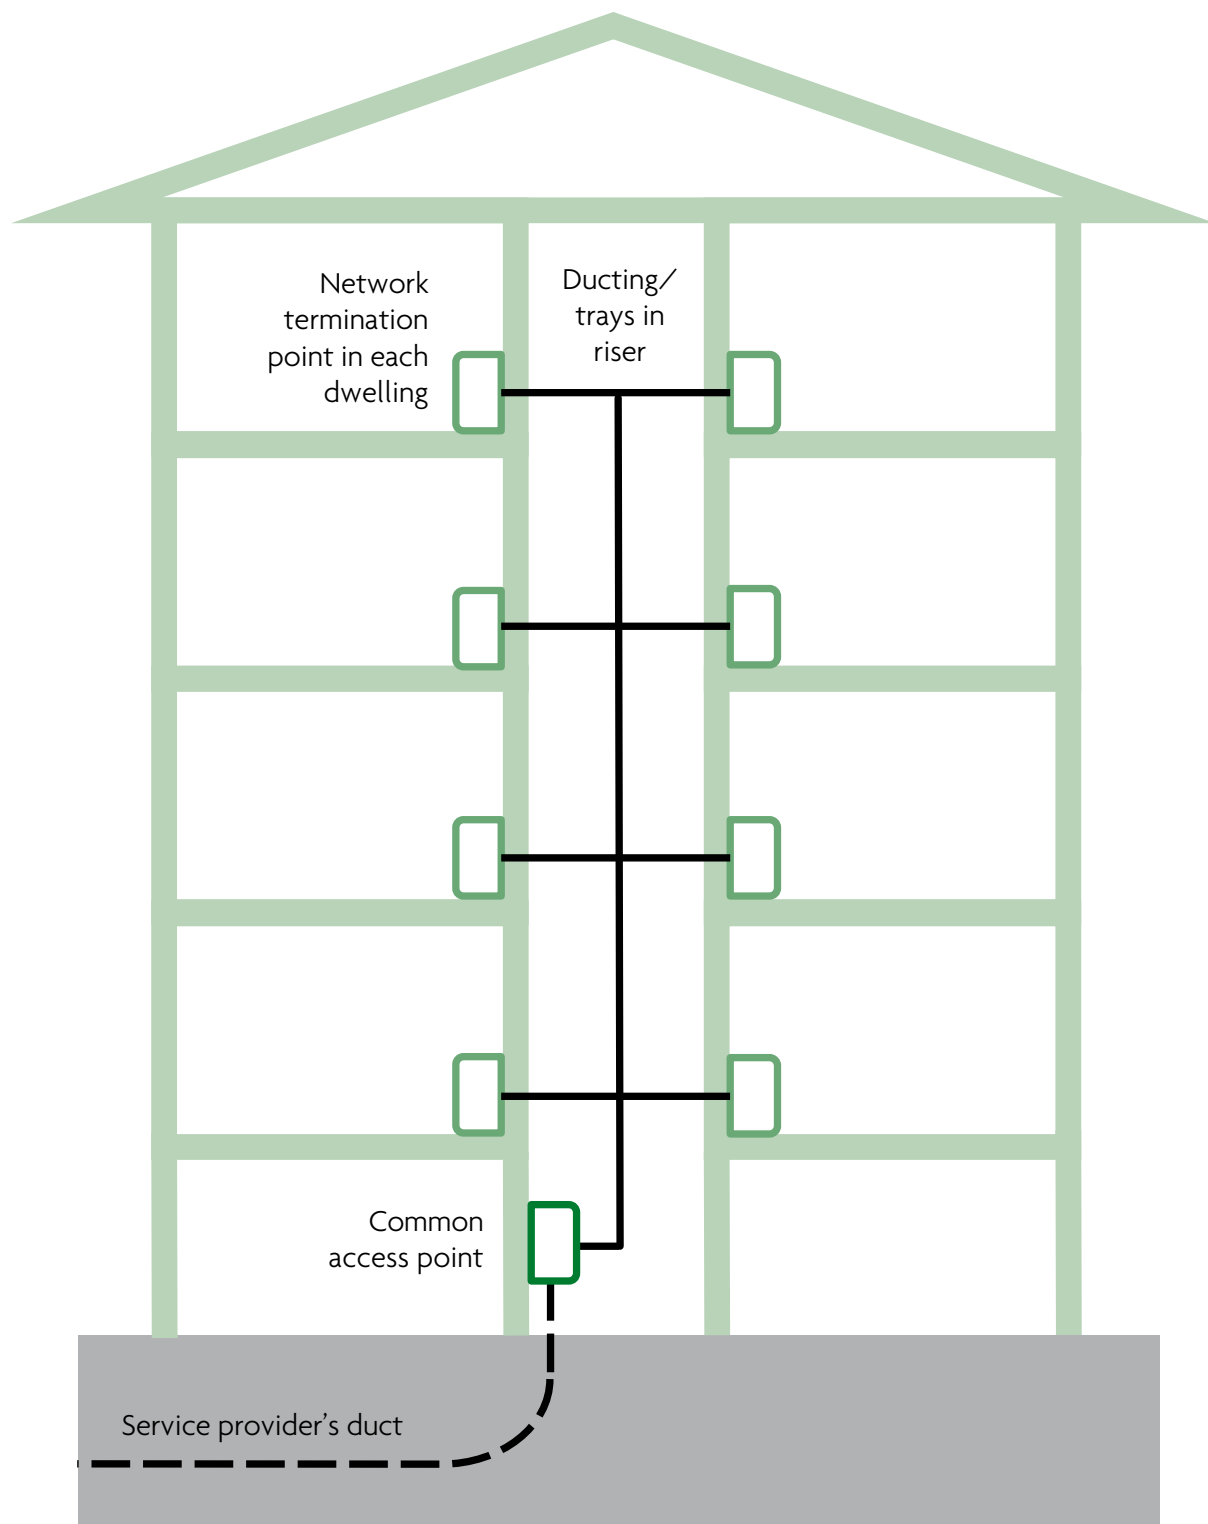 Network
termination
point in each
dwelling
Ducting/
trays in
riser
Common
access point
Service provider’s duct